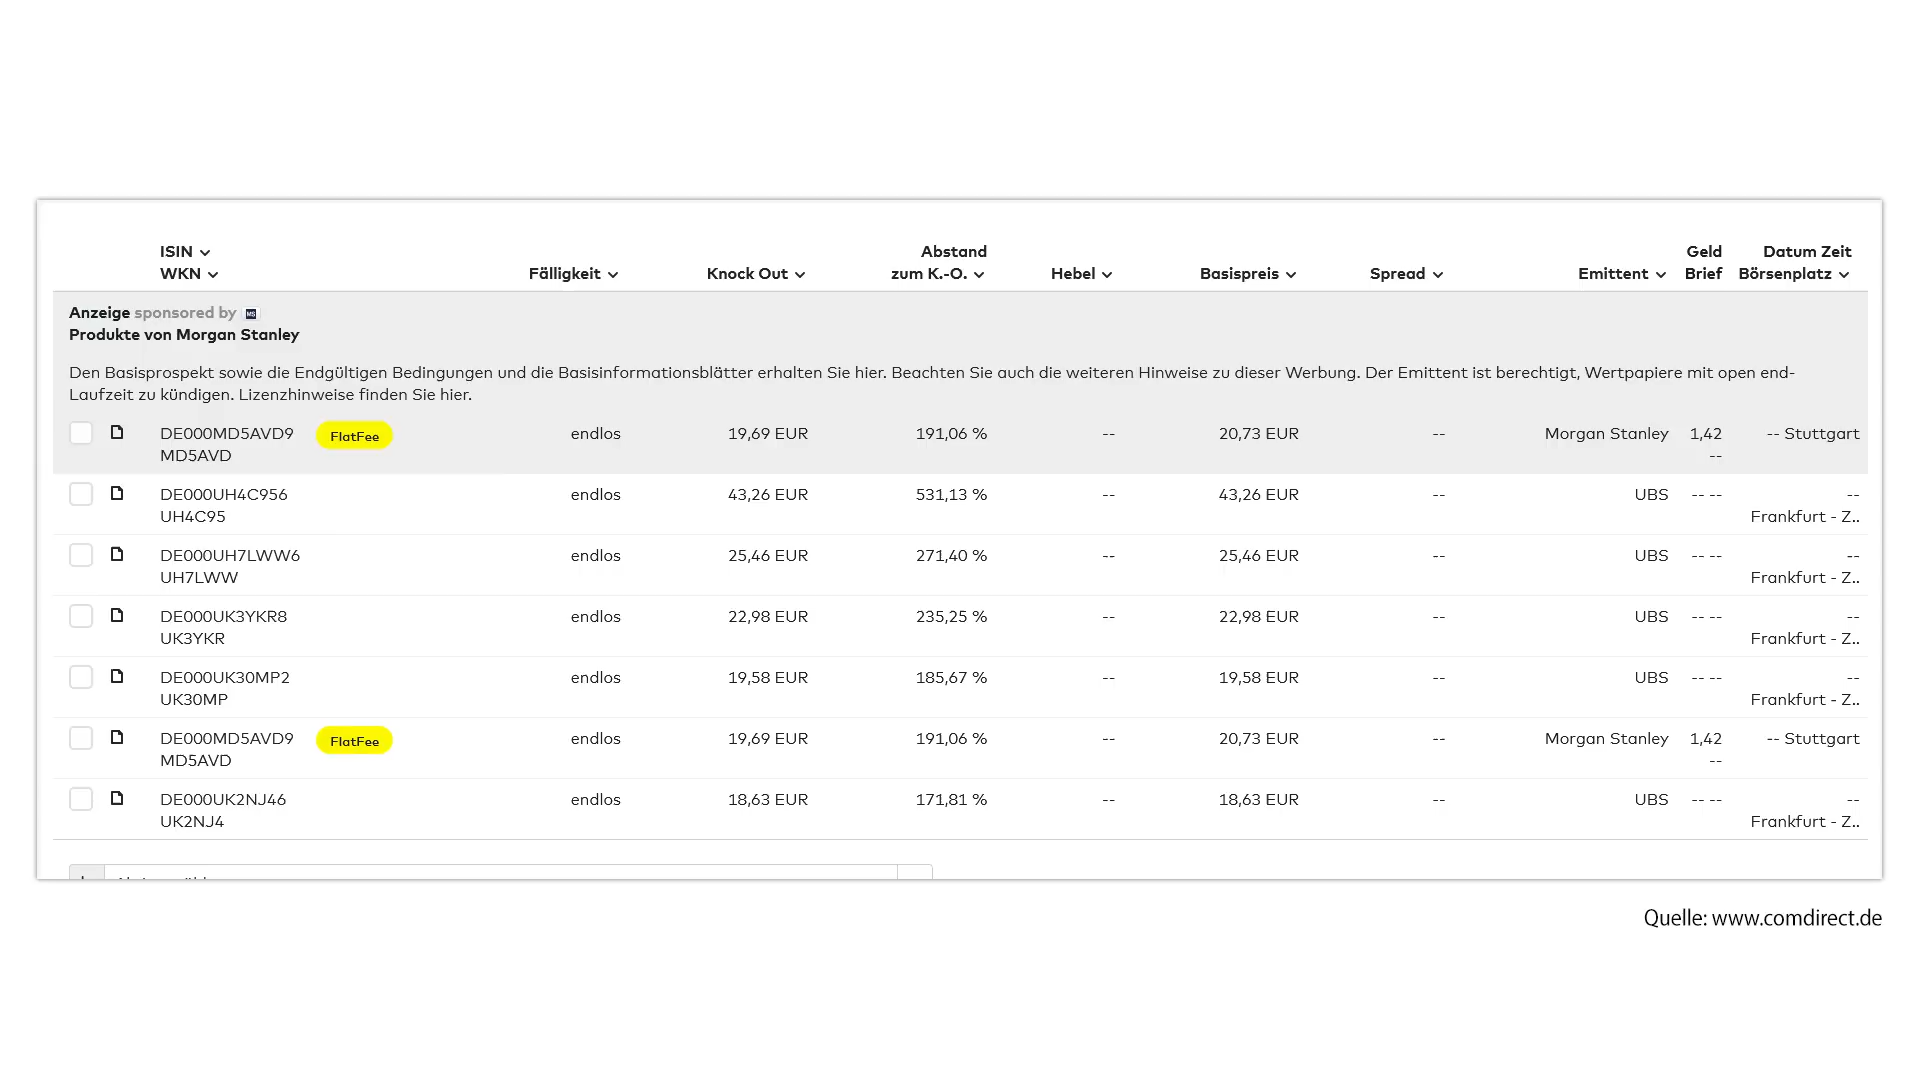 ISIN
WKN Fälligkeit Knock Out Abstand zum K.-O. Hebel Basispreis Spread Emittent Geld Brief Datum Zeit Börsenplatz
Anzeige sponsored by MS
Produkte von Morgan Stanley
Den Basisprospekt sowie die Endgültigen Bedingungen und die Basisinformationsblätter erhalten Sie hier. Beachten Sie auch die weiteren Hinweise zu dieser Werbung. Der Emittent ist berechtigt, Wertpapiere mit open end-
Laufzeit zu kündigen. Lizenzhinweise finden Sie hier.
DE000MD5AVD9 FlatFee endlos 19,69 EUR 191,06 % -- 20,73 EUR -- Morgan Stanley 1,42 -- Stuttgart
MD5AVD --
DE000UH4C956 endlos 43,26 EUR 531,13 % -- 43,26 EUR -- UBS -- -- --
UH4C95 Frankfurt - Z..
DE000UH7LWW6 endlos 25,46 EUR 271,40 % -- 25,46 EUR -- UBS -- -- --
UH7LWW Frankfurt - Z..
DE000UK3YKR8 endlos 22,98 EUR 235,25 % -- 22,98 EUR -- UBS -- -- --
UK3YKR Frankfurt - Z..
DE000UK30MP2 endlos 19,58 EUR 185,67 % -- 19,58 EUR -- UBS -- -- --
UK30MP Frankfurt - Z..
DE000MD5AVD9 FlatFee endlos 19,69 EUR 191,06 % -- 20,73 EUR -- Morgan Stanley 1,42 -- Stuttgart
MD5AVD --
DE000UK2NJ46 endlos 18,63 EUR 171,81 % -- 18,63 EUR -- UBS -- -- --
UK2NJ4 Frankfurt - Z..
Quelle: www.comdirect.de